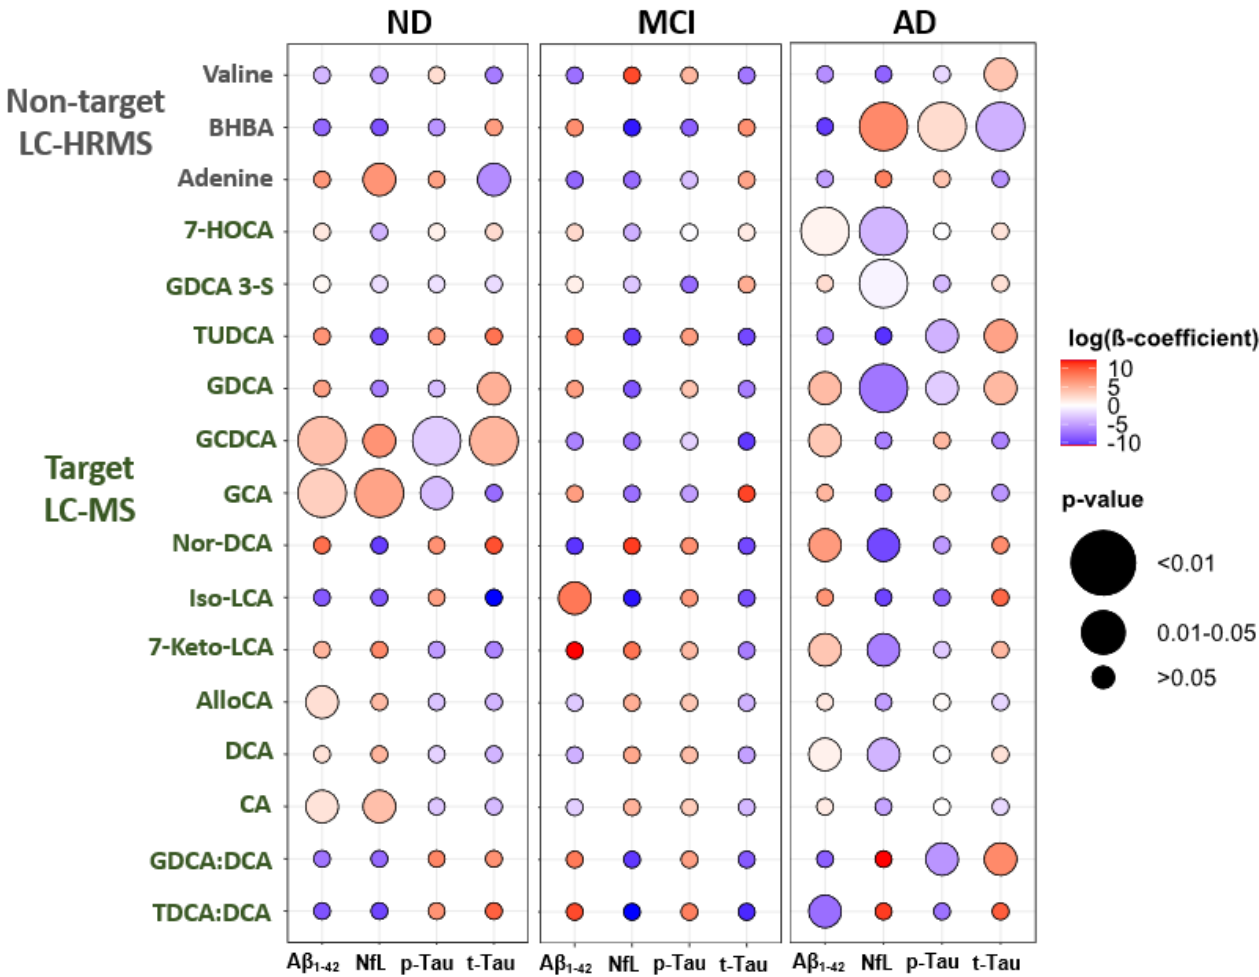 ND MCI AD
Non-target
LC-HRMS
Valine
BHBA
Adenine
7-HOCA
GDCA 3-S
TUDCA
GDCA
GCDCA
Target
LC-MS
GCA
Nor-DCA
Iso-LCA
7-Keto-LCA
AlloCA
DCA
CA
GDCA:DCA
TDCA:DCA
Aβ₁₋₄₂ NfL p-Tau t-Tau Aβ₁₋₄₂ NfL p-Tau t-Tau Aβ₁₋₄₂ NfL p-Tau t-Tau
log(ß-coefficient)
10
5
0
-5
-10
p-value
<0.01
0.01-0.05
>0.05